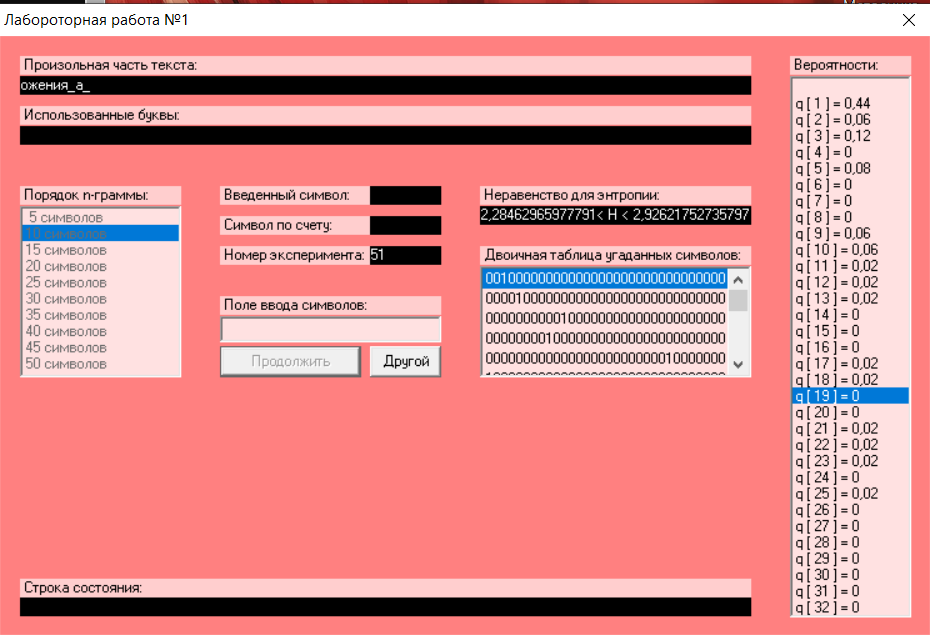 Лабороторная работа №1
Произольная часть текста:
ожения_а_
Использованные буквы:
Порядок n-граммы:
5 символов
10 символов
15 символов
20 символов
25 символов
30 символов
35 символов
40 символов
45 символов
50 символов
Введенный символ:
Символ по счету:
Номер эксперимента: 51
Поле ввода символов:
Продолжить
Другой
Неравенство для энтропии:
2,28462965977791< H < 2,92621752735797
Двоичная таблица угаданных символов:
00100000000000000000000000000000
00001000000000000000000000000000
00000000001000000000000000000000
00000000100000000000000000000000
00000000000000000000000010000000
Строка состояния:
Вероятности:
q[ 1 ] = 0,44
q[ 2 ] = 0,06
q[ 3 ] = 0,12
q[ 4 ] = 0
q[ 5 ] = 0,08
q[ 6 ] = 0
q[ 7 ] = 0
q[ 8 ] = 0
q[ 9 ] = 0,06
q[ 10 ] = 0,06
q[ 11 ] = 0,02
q[ 12 ] = 0,02
q[ 13 ] = 0,02
q[ 14 ] = 0
q[ 15 ] = 0
q[ 16 ] = 0
q[ 17 ] = 0,02
q[ 18 ] = 0,02
q[ 19 ] = 0
q[ 20 ] = 0
q[ 21 ] = 0,02
q[ 22 ] = 0,02
q[ 23 ] = 0,02
q[ 24 ] = 0
q[ 25 ] = 0,02
q[ 26 ] = 0
q[ 27 ] = 0
q[ 28 ] = 0
q[ 29 ] = 0
q[ 30 ] = 0
q[ 31 ] = 0
q[ 32 ] = 0